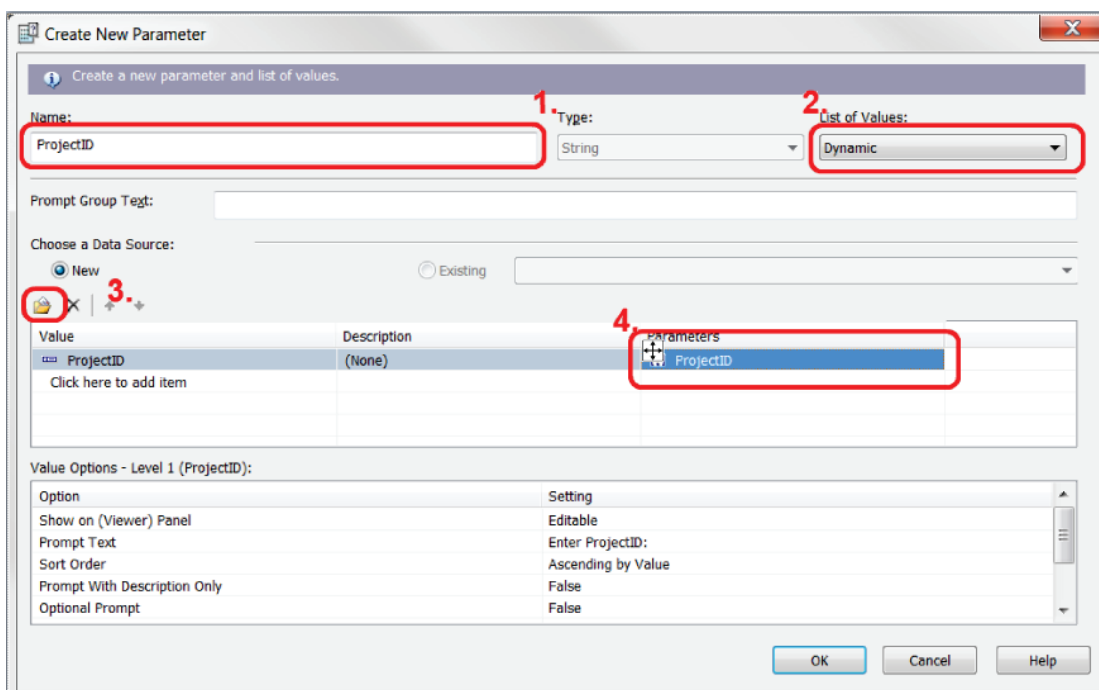 Create New Parameter
Create a new parameter and list of values.
1. 2.
Name: Type: List of Values:
ProjectID String Dynamic
Prompt Group Text:
Choose a Data Source:
New Existing
3.
4.
Value Description Parameters
ProjectID (None) ProjectID
Click here to add item
Value Options - Level 1 (ProjectID):
Option Setting
Show on (Viewer) Panel Editable
Prompt Text Enter ProjectID:
Sort Order Ascending by Value
Prompt With Description Only False
Optional Prompt False
OK Cancel Help